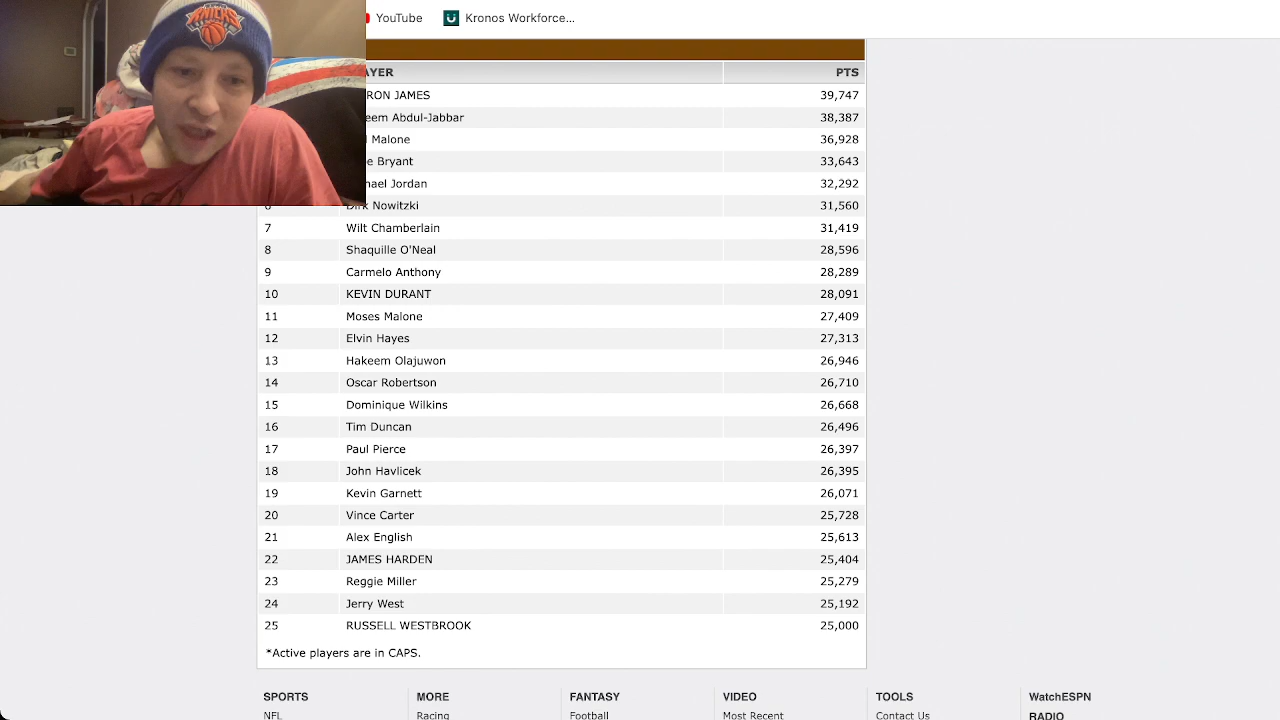 YouTube Kronos Workforce...
KNICKS
AYER PTS
RON JAMES 39,747
eem Abdul-Jabbar 38,387
Malone 36,928
e Bryant 33,643
hael Jordan 32,292
6 Dirk Nowitzki 31,560
7 Wilt Chamberlain 31,419
8 Shaquille O'Neal 28,596
9 Carmelo Anthony 28,289
10 KEVIN DURANT 28,091
11 Moses Malone 27,409
12 Elvin Hayes 27,313
13 Hakeem Olajuwon 26,946
14 Oscar Robertson 26,710
15 Dominique Wilkins 26,668
16 Tim Duncan 26,496
17 Paul Pierce 26,397
18 John Havlicek 26,395
19 Kevin Garnett 26,071
20 Vince Carter 25,728
21 Alex English 25,613
22 JAMES HARDEN 25,404
23 Reggie Miller 25,279
24 Jerry West 25,192
25 RUSSELL WESTBROOK 25,000
*Active players are in CAPS.
SPORTS MORE FANTASY VIDEO TOOLS WatchESPN
NFL Racing Football Most Recent Contact Us RADIO